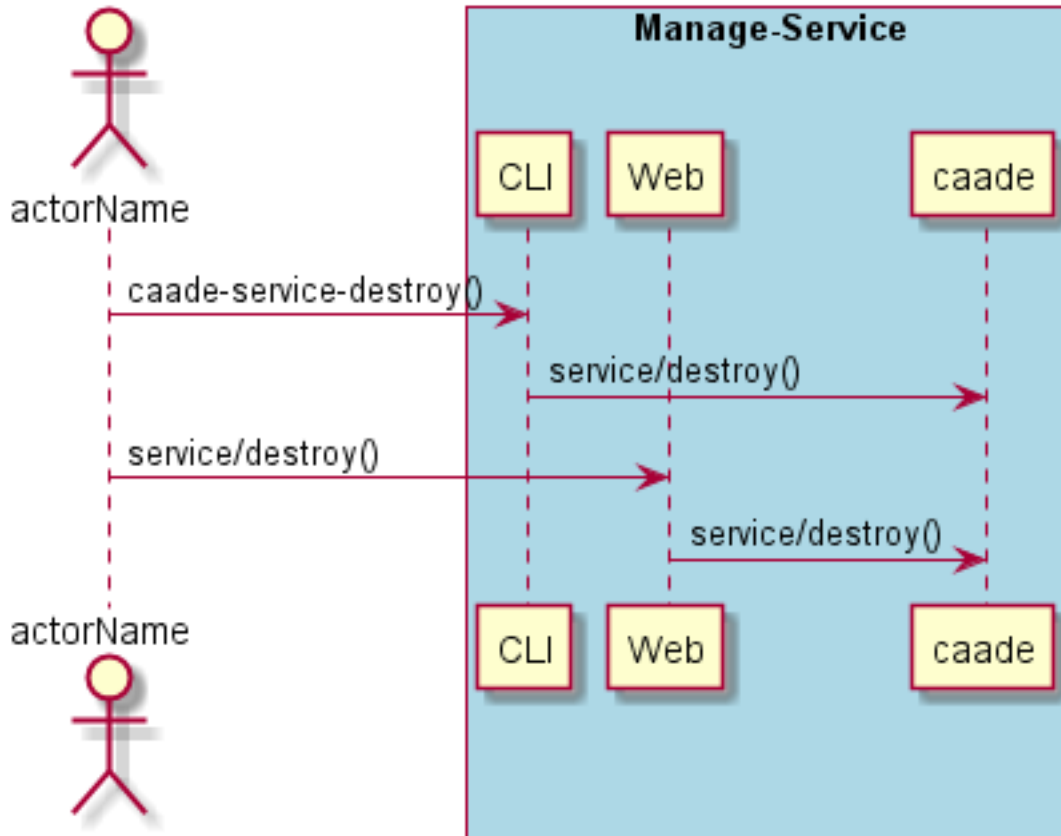 Manage-Service
actorName
CLI
Web
caade
caade-service-destroy()
service/destroy()
service/destroy()
service/destroy()
actorName
CLI
Web
caade